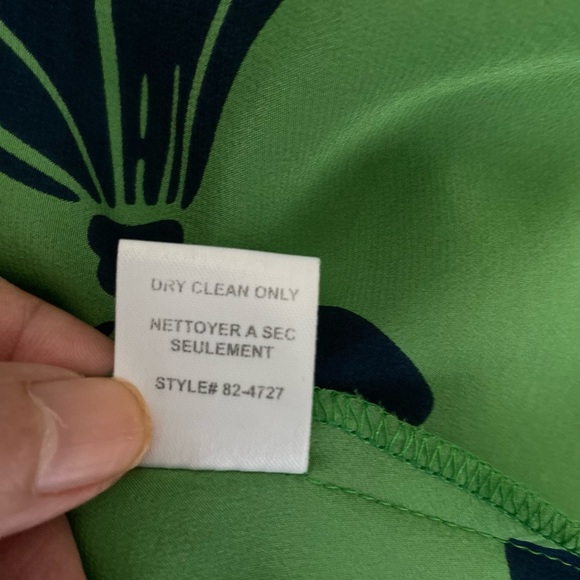 DRY CLEAN ONLY
NETTOYER A SEC
SEULEMENT
STYLE# 82-4727